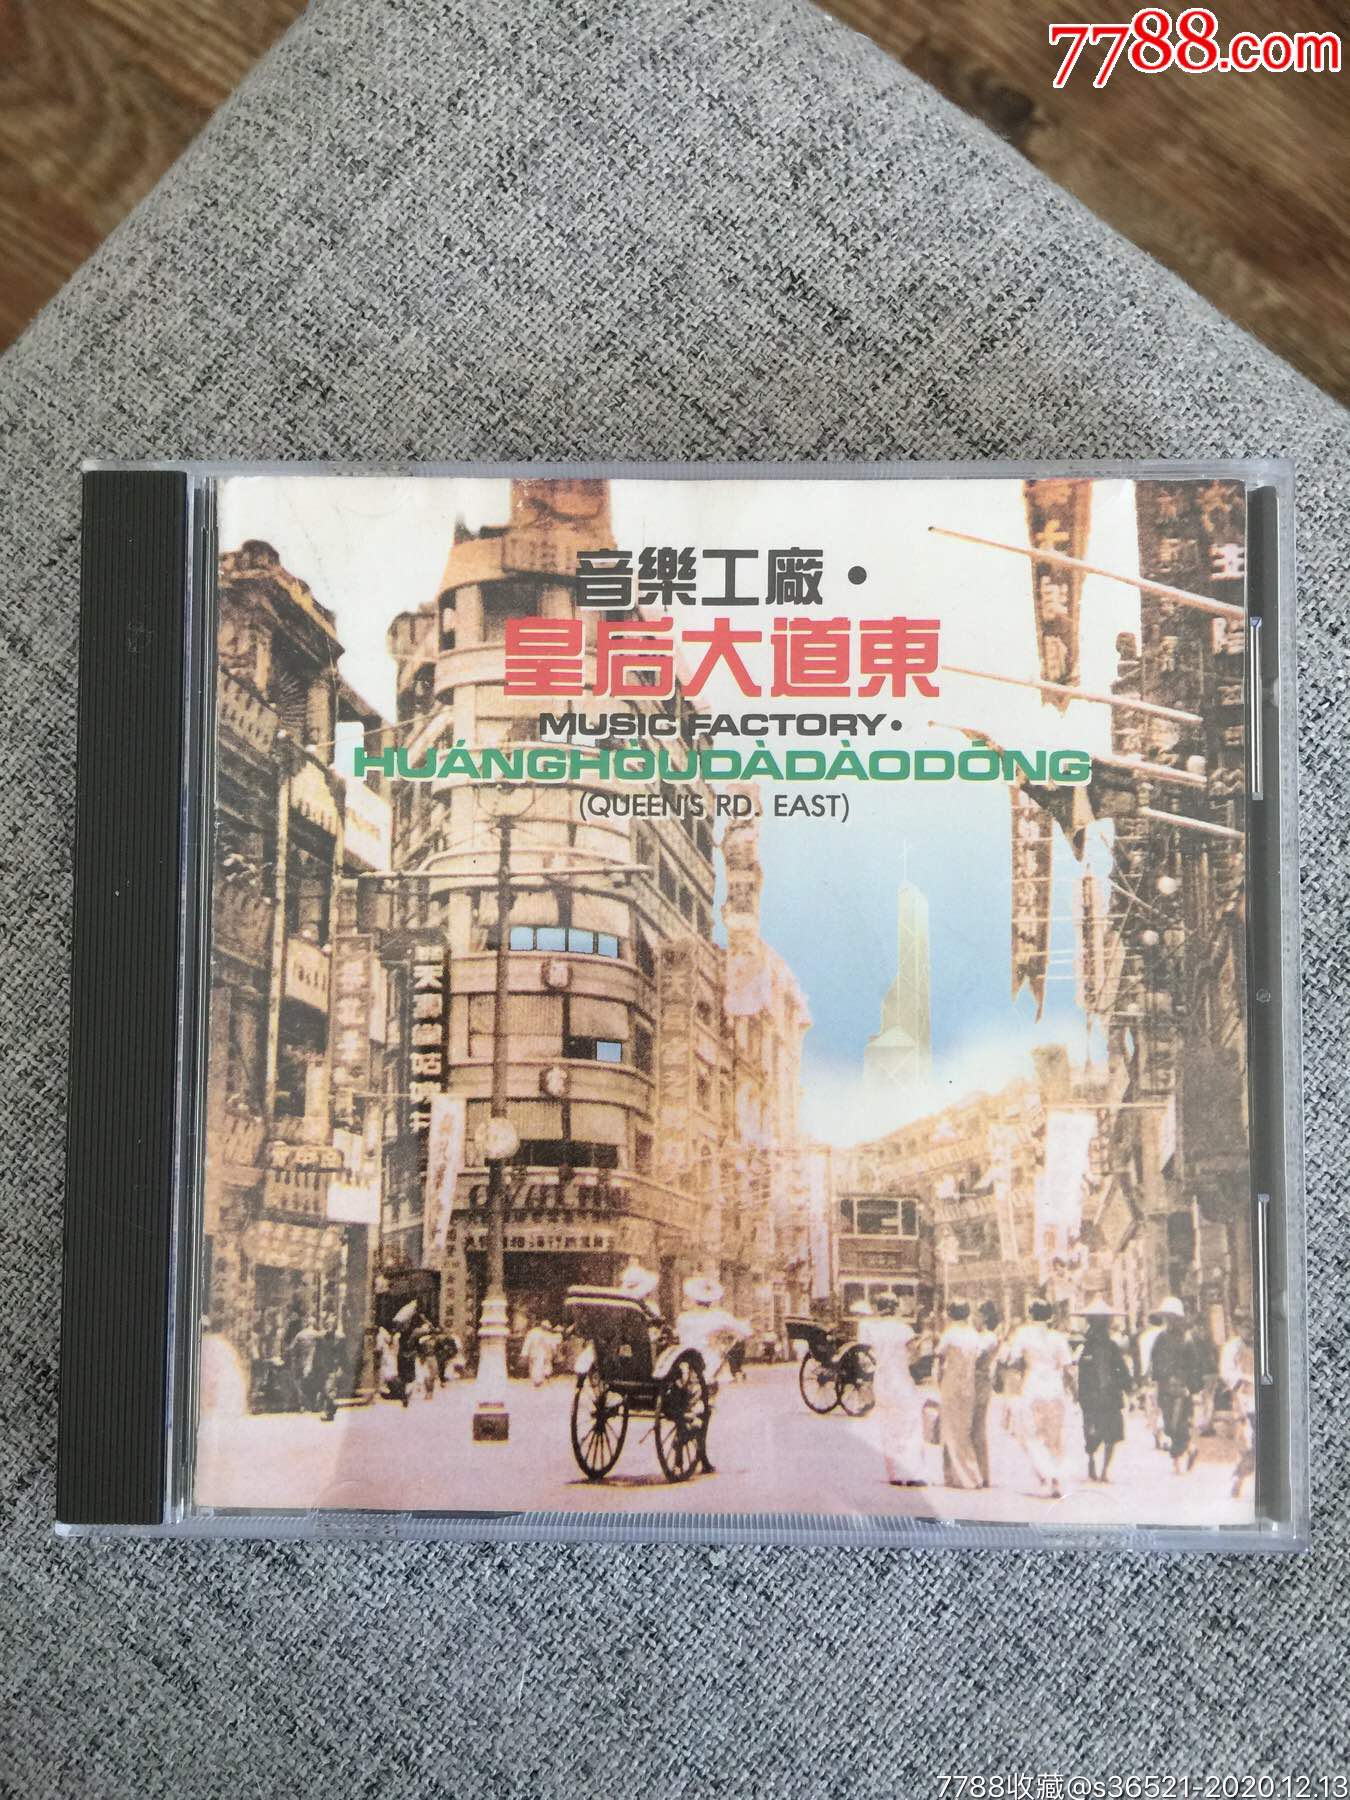 7788.com
音樂工廠·
皇后大道東
MUSIC FACTORY·
HUÁNGHÒUDÀDÀODÓNG
(QUEEN'S RD. EAST)
7788收藏@s36521-2020.12.13